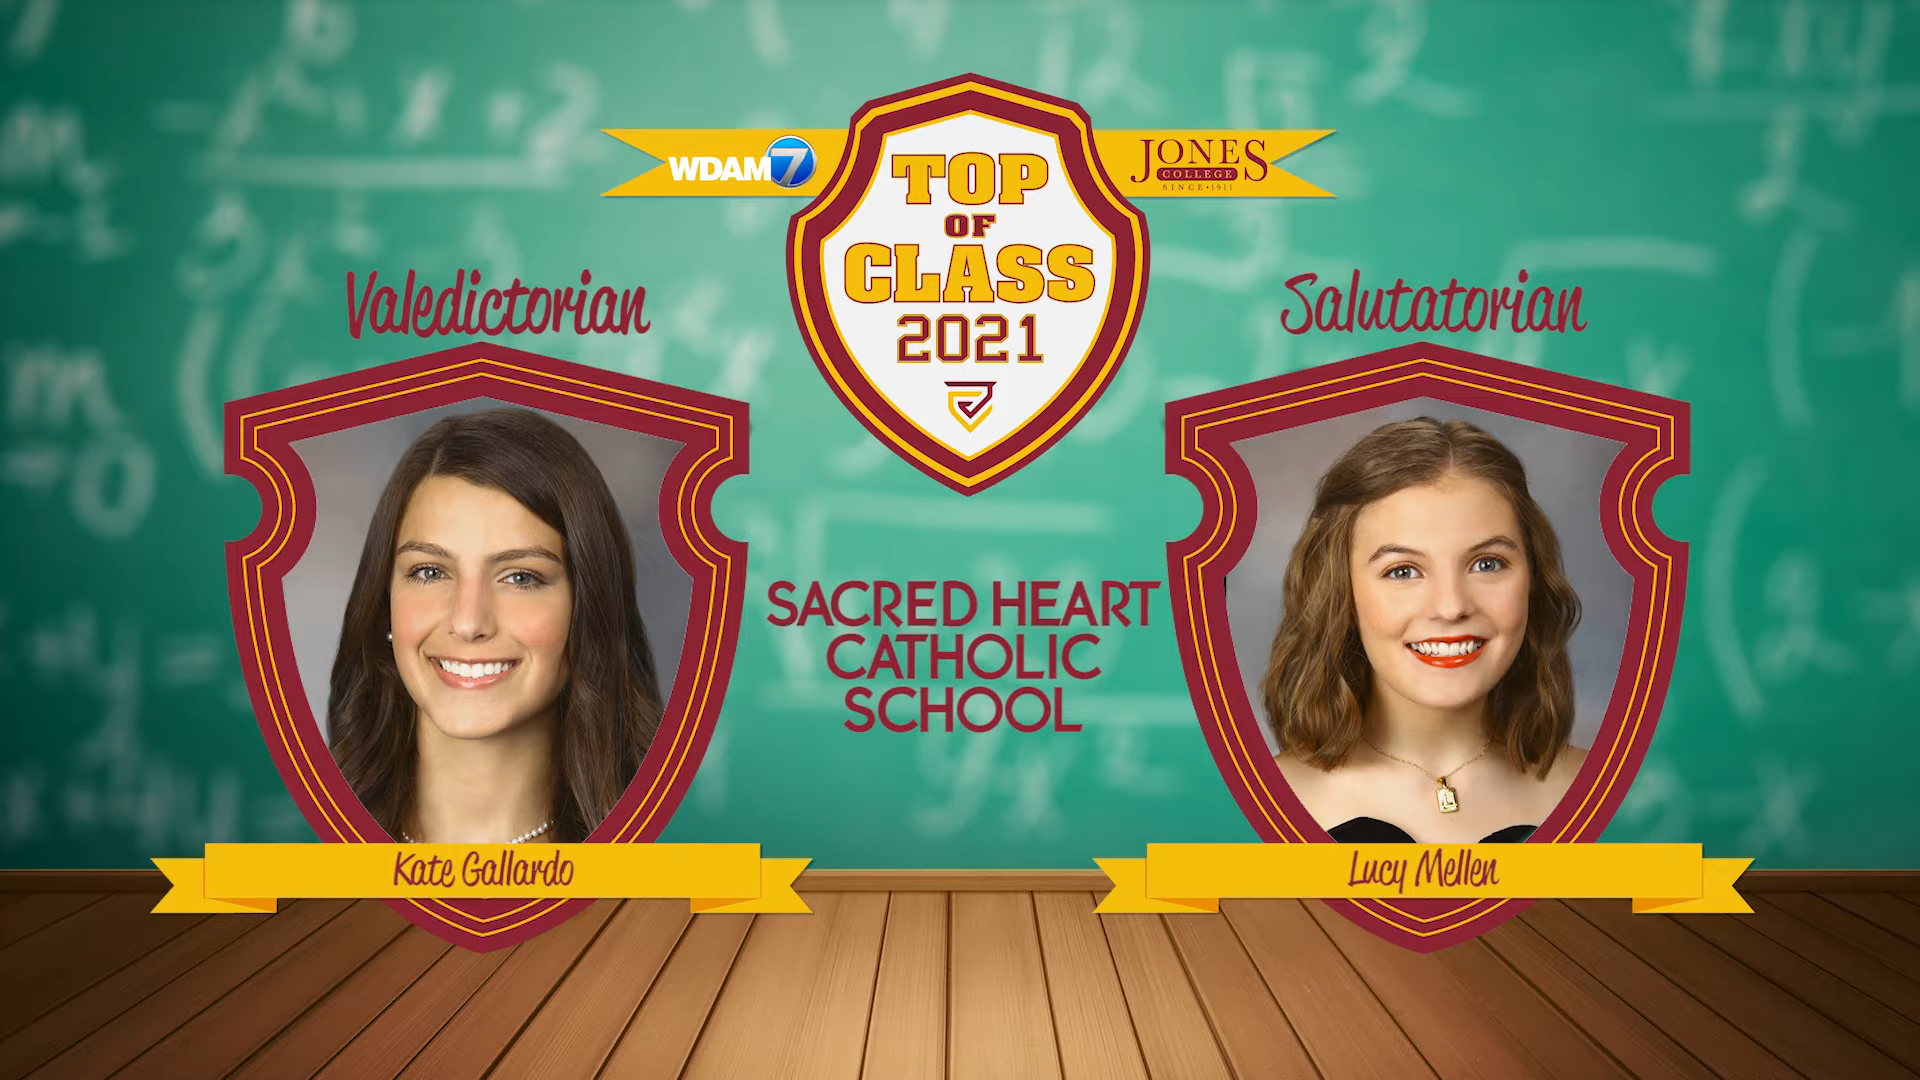 WDAM 7
JONES
COLLEGE
SINCE•1911
TOP
OF
CLASS
2021
Valedictorian
Salutatorian
SACRED HEART
CATHOLIC
SCHOOL
Kate Gallardo
Lucy Mellen